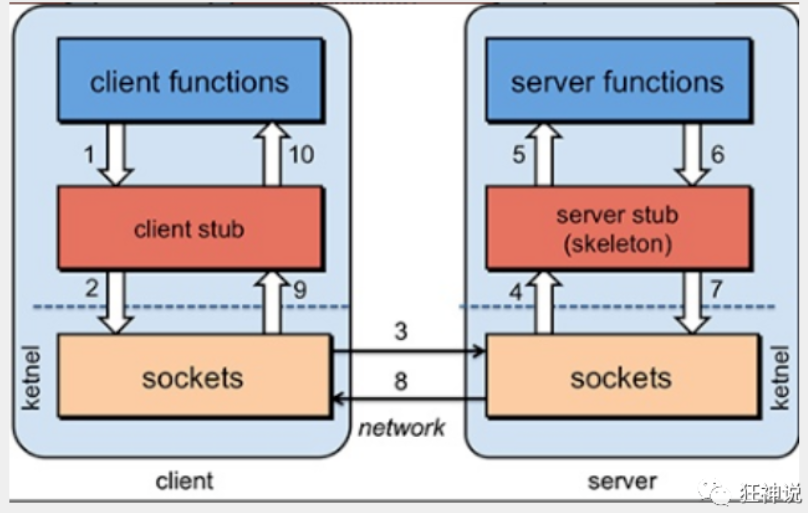 client functions
server functions
1
10
5
6
client stub
server stub
(skeleton)
2
9
4
7
ketnel
sockets
3
8
network
sockets
ketnel
client
server
狂神说